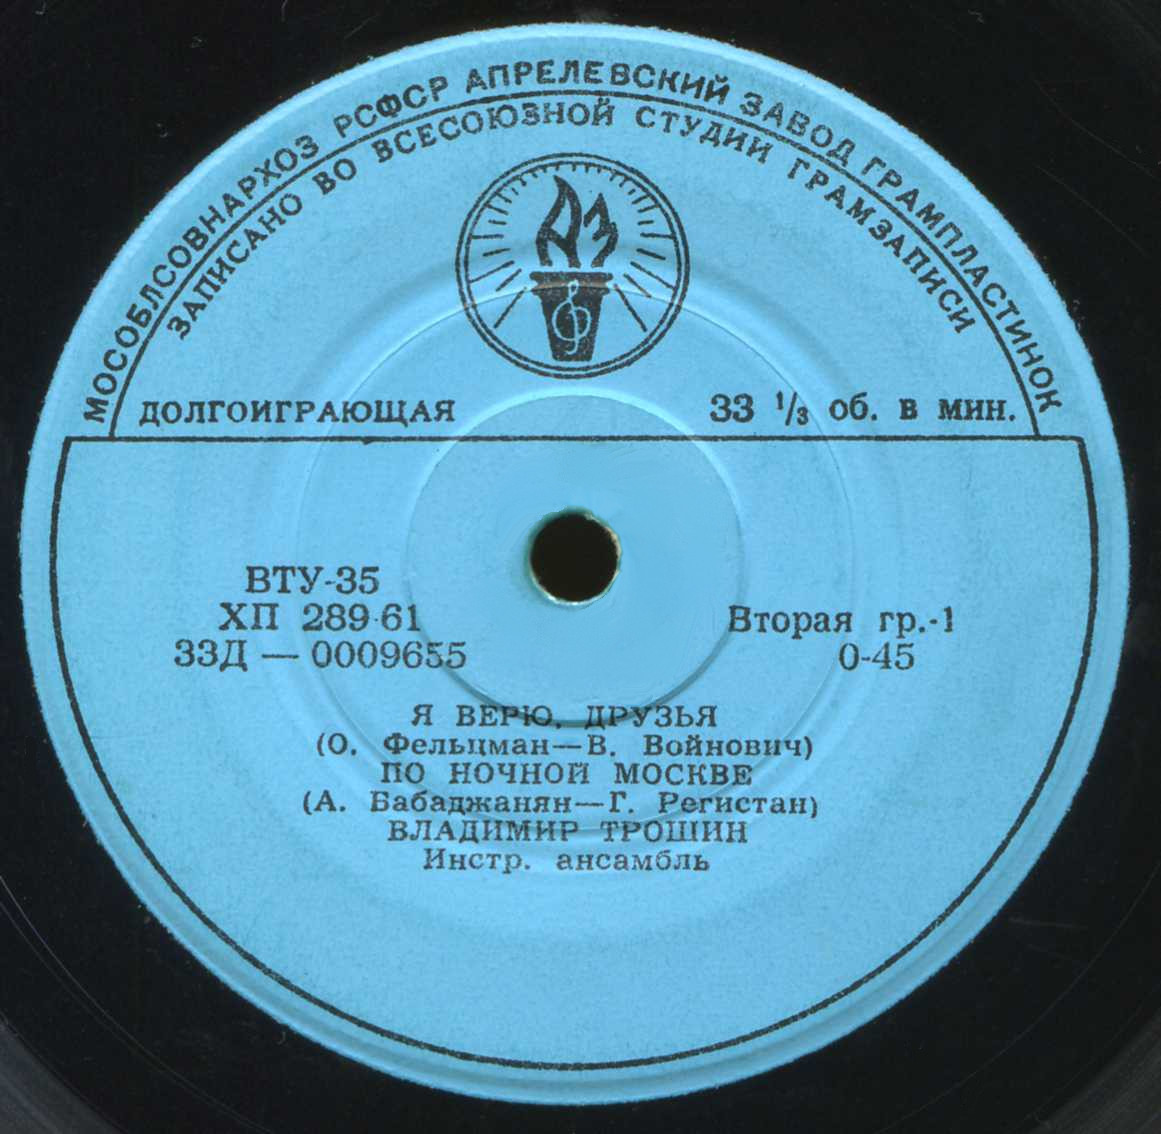 МОСОБЛСОВНАРХОЗ РСФСР АПРЕЛЕВСКИЙ ЗАВОД ГРАМПЛАСТИНОК
ЗАПИСАНО ВО ВСЕСОЮЗНОЙ СТУДИИ ГРАМЗАПИСИ
АЗ
ДОЛГОИГРАЮЩАЯ 33 1/3 об. в мин.
ВТУ-35
ХП 289-61 Вторая гр.-1
33Д — 0009655 0-45
Я ВЕРЮ, ДРУЗЬЯ
(О. Фельцман—В. Войнович)
ПО НОЧНОЙ МОСКВЕ
(А. Бабаджанян—Г. Регистан)
ВЛАДИМИР ТРОШИН
Инстр. ансамбль